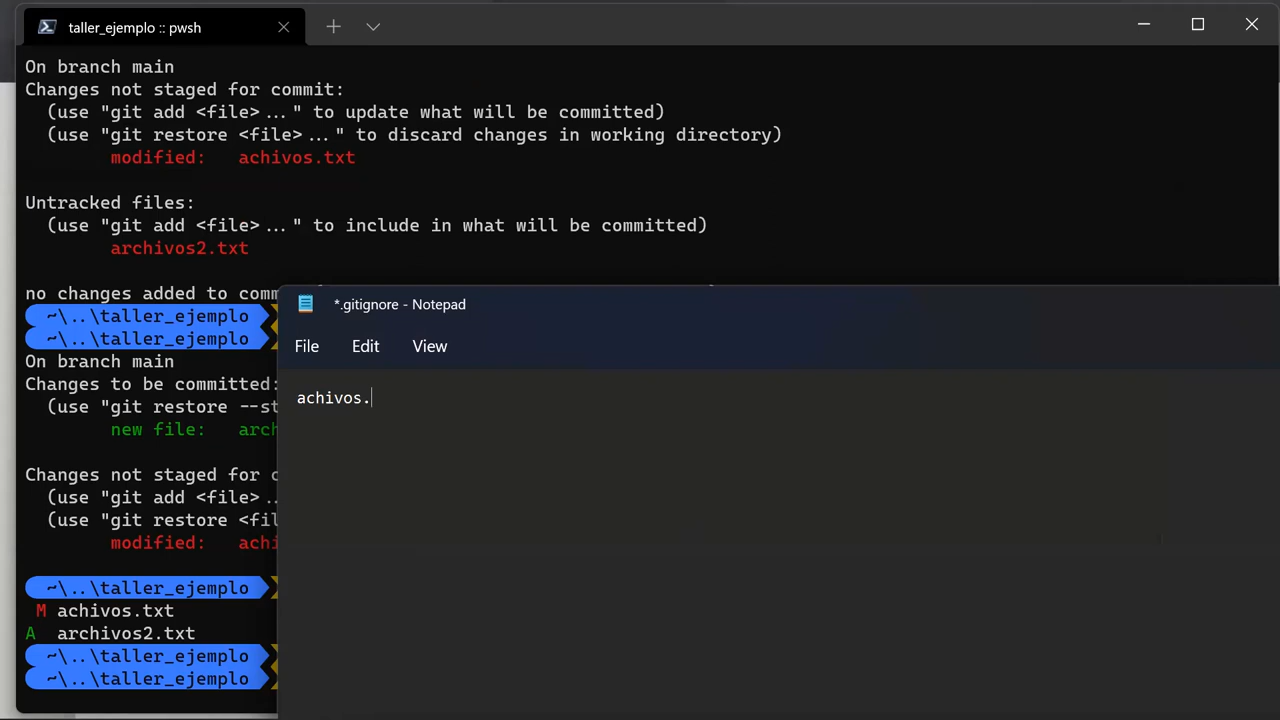 taller_ejemplo :: pwsh
On branch main
Changes not staged for commit:
(use "git add <file>..." to update what will be committed)
(use "git restore <file>..." to discard changes in working directory)
modified: achivos.txt
Untracked files:
(use "git add <file>..." to include in what will be committed)
archivos2.txt
no changes added to comm
~\..\taller_ejemplo
~\..\taller_ejemplo
On branch main
Changes to be committed:
(use "git restore --st
new file: arch
Changes not staged for c
(use "git add <file>..
(use "git restore <fil
modified: achi
~\..\taller_ejemplo
M achivos.txt
A archivos2.txt
~\..\taller_ejemplo
~\..\taller_ejemplo
*.gitignore - Notepad
File Edit View
achivos.